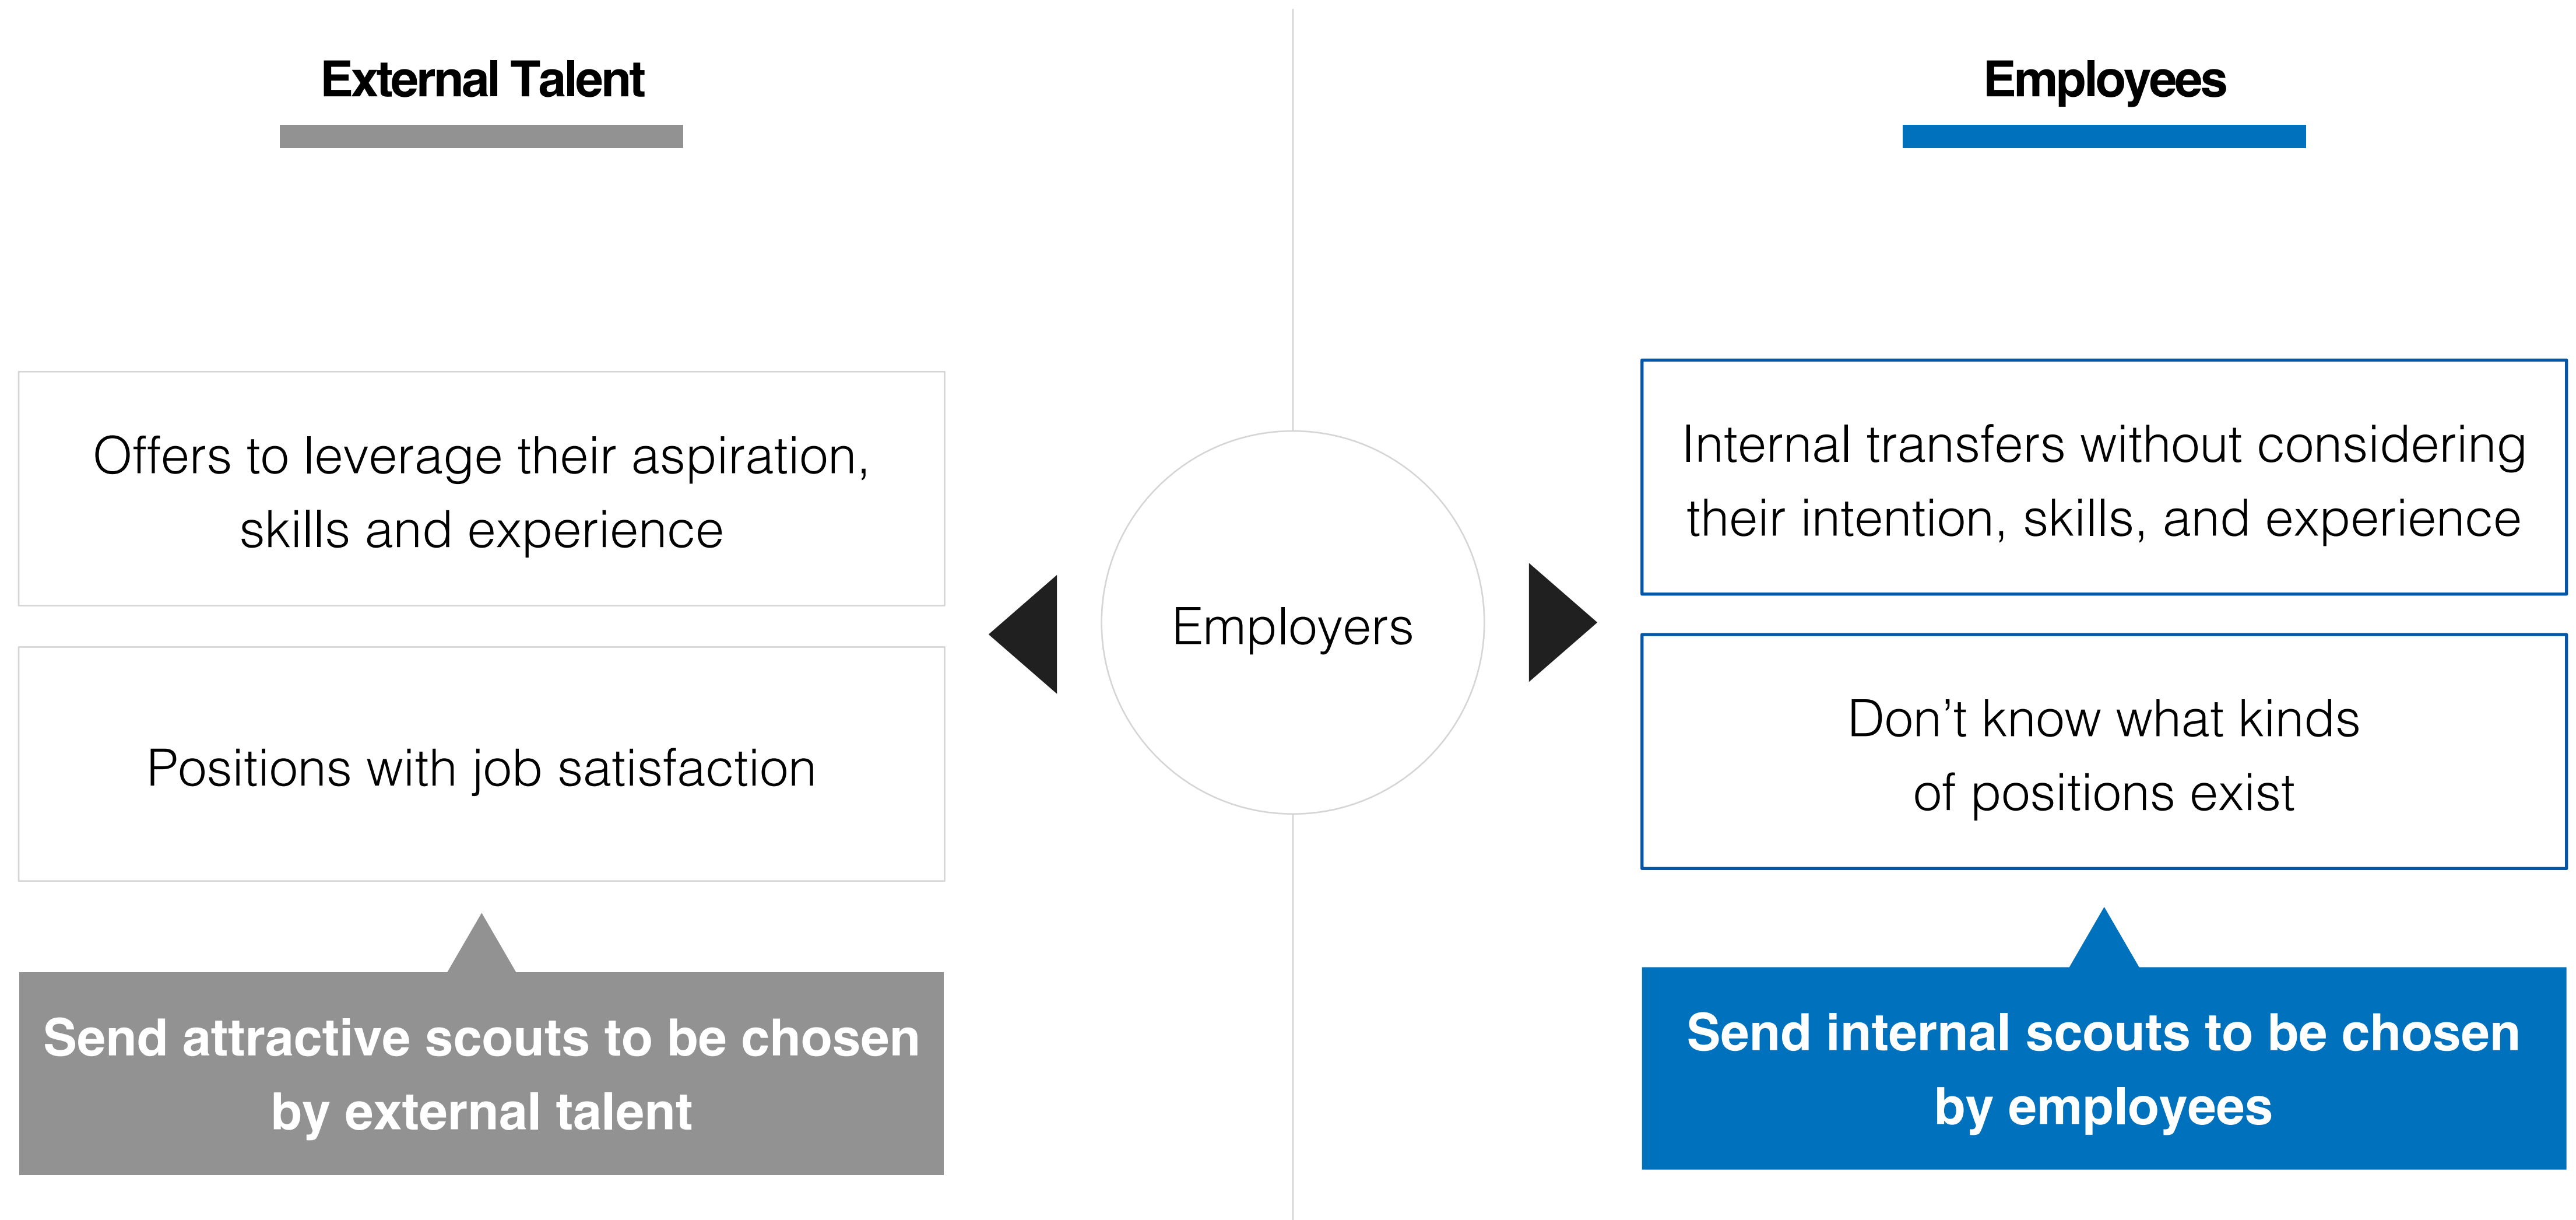 External Talent
Offers to leverage their aspiration,
skills and experience
Positions with job satisfaction
Send attractive scouts to be chosen
by external talent
Employers
Employees
Internal transfers without considering
their intention, skills, and experience
Don’t know what kinds
of positions exist
Send internal scouts to be chosen
by employees